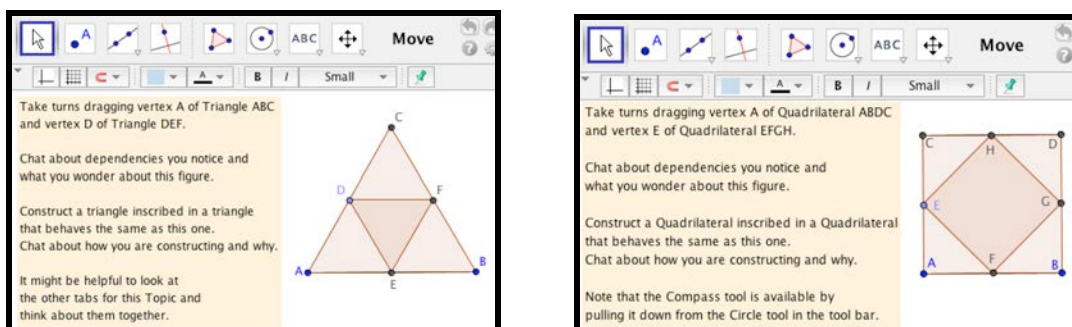 ABC
Move
B I Small
Take turns dragging vertex A of Triangle ABC
and vertex D of Triangle DEF.
Chat about dependencies you notice and
what you wonder about this figure.
Construct a triangle inscribed in a triangle
that behaves the same as this one.
Chat about how you are constructing and why.
It might be helpful to look at
the other tabs for this Topic and
think about them together.
C
D
F
A
B
E
A
ABC
Move
A
B I Small
Take turns dragging vertex A of Quadrilateral ABDC
and vertex E of Quadrilateral EFGH.
Chat about dependencies you notice and
what you wonder about this figure.
Construct a Quadrilateral inscribed in a Quadrilateral
that behaves the same as this one.
Chat about how you are constructing and why.
Note that the Compass tool is available by
pulling it down from the Circle tool in the tool bar.
C
H
D
E
G
A
F
B